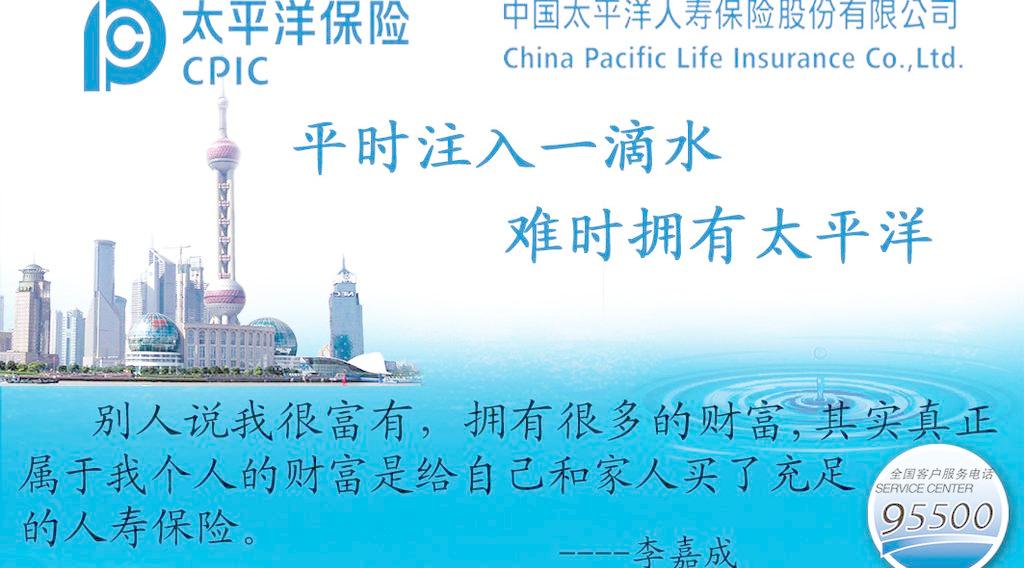 太平洋保险
CPIC
中国太平洋人寿保险股份有限公司
China Pacific Life Insurance Co.,Ltd.
平时注入一滴水
难时拥有太平洋
别人说我很富有，拥有很多的财富,其实真正
属于我个人的财富是给自己和家人买了充足
的人寿保险。
----李嘉成
全国客户服务电话
SERVICE CENTER
95500